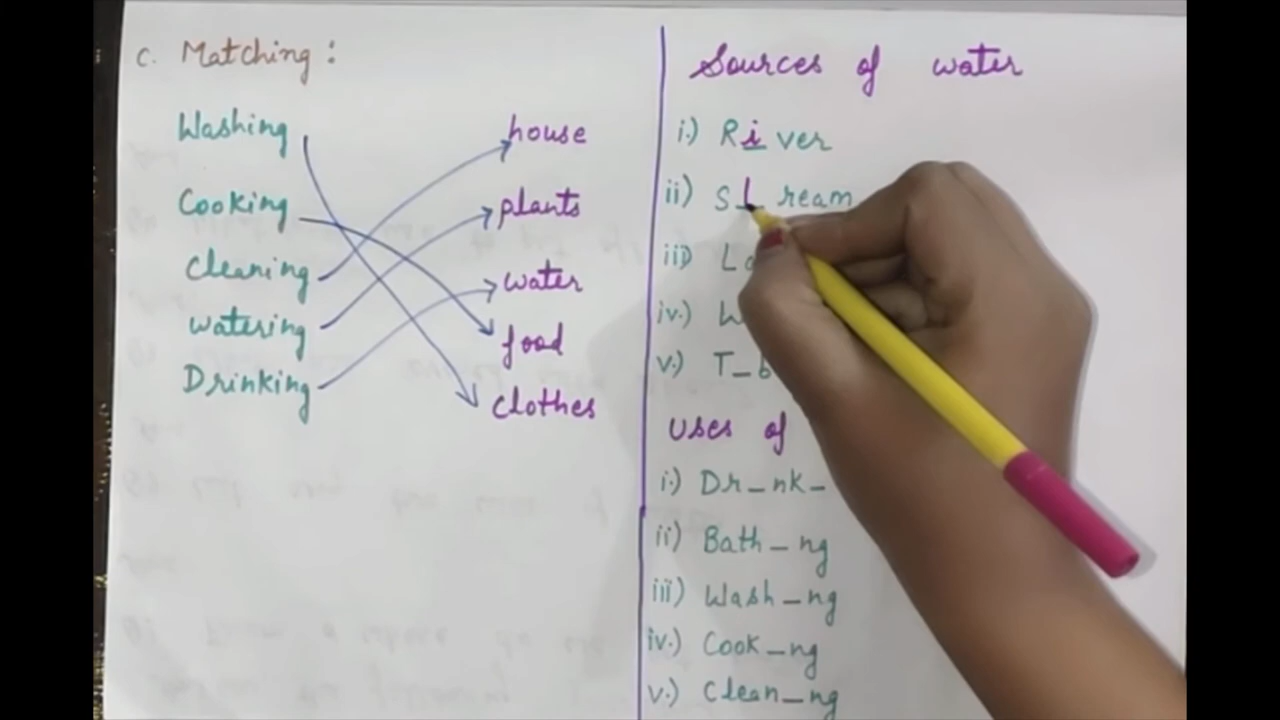 C. Matching:
Washing
Cooking
Cleaning
Watering
Drinking
house
plants
water
food
clothes
Sources of water
i.) River
ii) St ream
iii) L
iv.) W
v.) T_b
Uses of
i.) Dr_nk_
ii) Bath_ng
iii) Wash_ng
iv.) Cook_ng
v.) Clean_ng